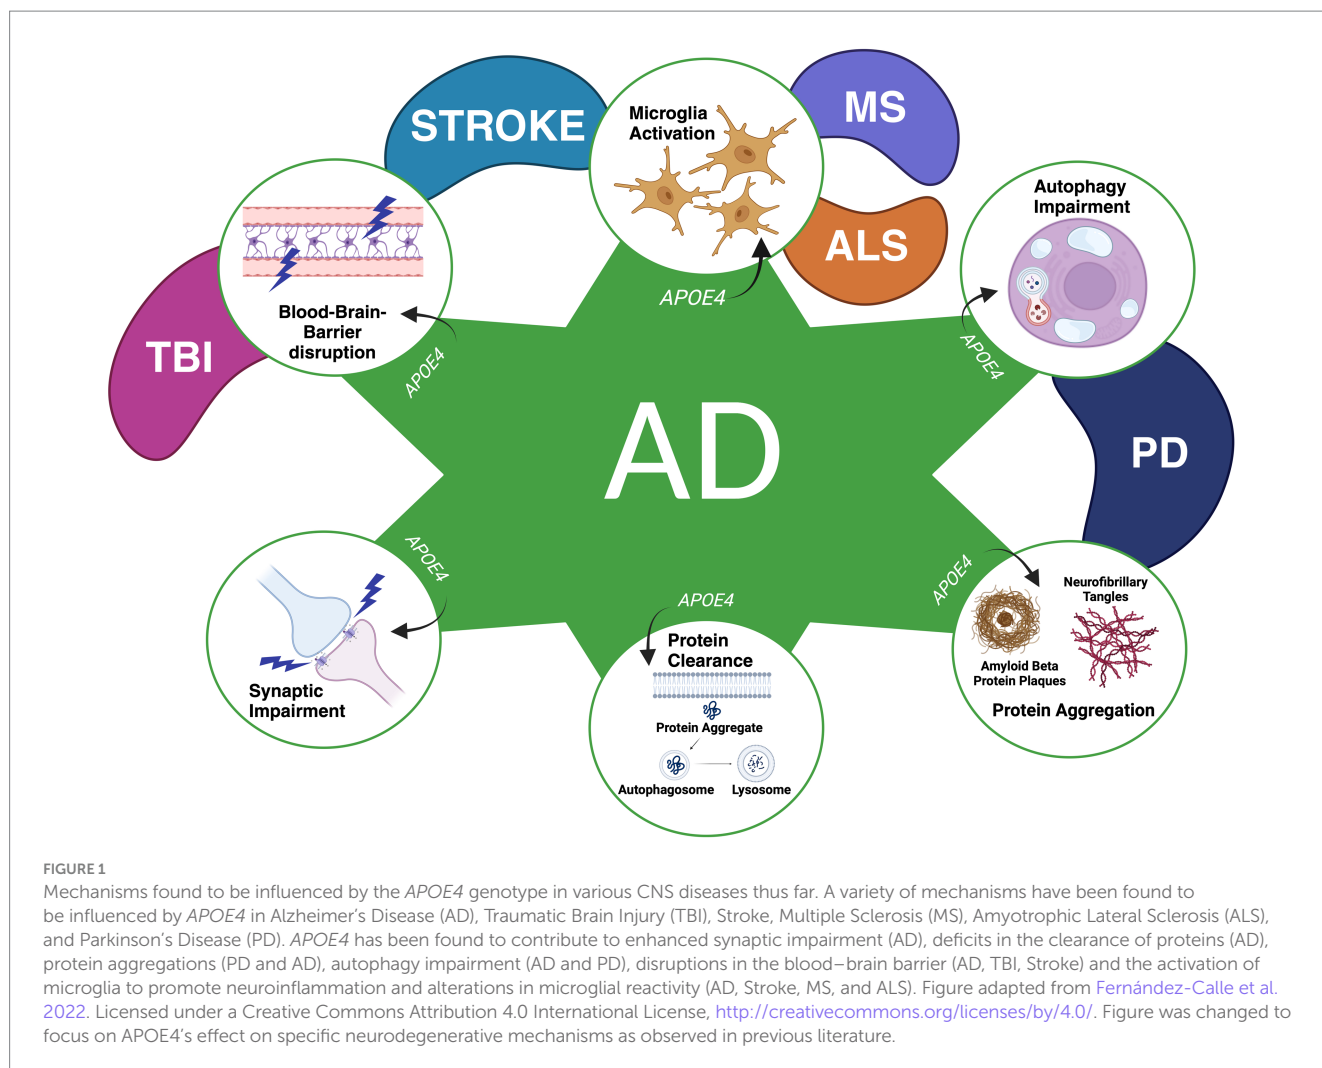 STROKE
Microglia
Activation
MS
Autophagy
Impairment
ALS
APOE4
Blood-Brain-
Barrier
disruption
TBI
APOE4
APOE4
AD
PD
APOE4
Synaptic
Impairment
APOE4
Protein
Clearance
Protein Aggregate
Autophagosome
Lysosome
APOE4
Neurofibrillary
Tangles
Amyloid Beta
Protein Plaques
Protein Aggregation
FIGURE 1
Mechanisms found to be influenced by the APOE4 genotype in various CNS diseases thus far. A variety of mechanisms have been found to
be influenced by APOE4 in Alzheimer's Disease (AD), Traumatic Brain Injury (TBI), Stroke, Multiple Sclerosis (MS), Amyotrophic Lateral Sclerosis (ALS),
and Parkinson's Disease (PD). APOE4 has been found to contribute to enhanced synaptic impairment (AD), deficits in the clearance of proteins (AD),
protein aggregations (PD and AD), autophagy impairment (AD and PD), disruptions in the blood–brain barrier (AD, TBI, Stroke) and the activation of
microglia to promote neuroinflammation and alterations in microglial reactivity (AD, Stroke, MS, and ALS). Figure adapted from Fernández-Calle et al.
2022. Licensed under a Creative Commons Attribution 4.0 International License, http://creativecommons.org/licenses/by/4.0/. Figure was changed to
focus on APOE4's effect on specific neurodegenerative mechanisms as observed in previous literature.